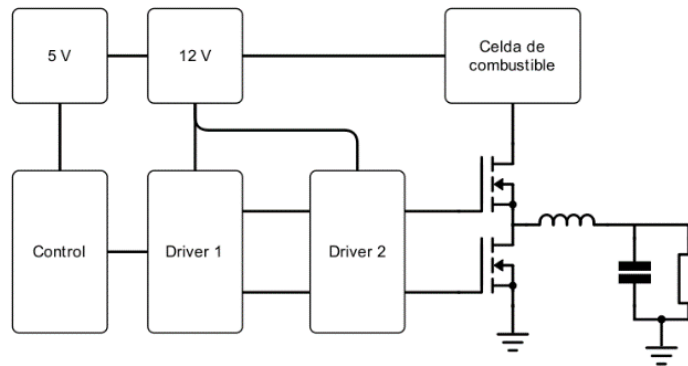 5 V
12 V
Celda de
combustible
Control
Driver 1
Driver 2